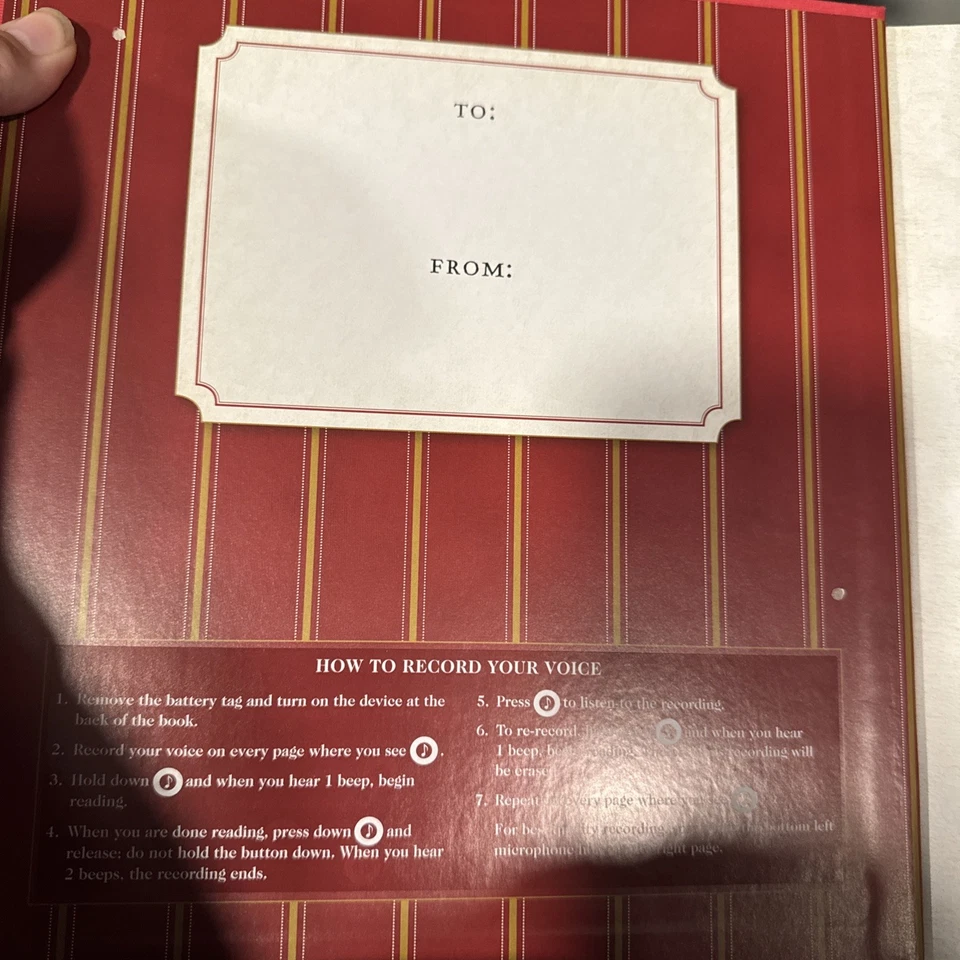 TO:
FROM:
HOW TO RECORD YOUR VOICE
1. Remove the battery tag and turn on the device at the
back of the book.
2. Record your voice on every page where you see .
3. Hold down and when you hear 1 beep, begin
reading.
4. When you are done reading, press down and
release; do not hold the button down. When you hear
2 beeps, the recording ends.
5. Press to listen to the recording.
6. To re-record, and when you hear
1 beep, recording will
be erased
7. Repeat every page where
For best recording bottom left
microphone right page.